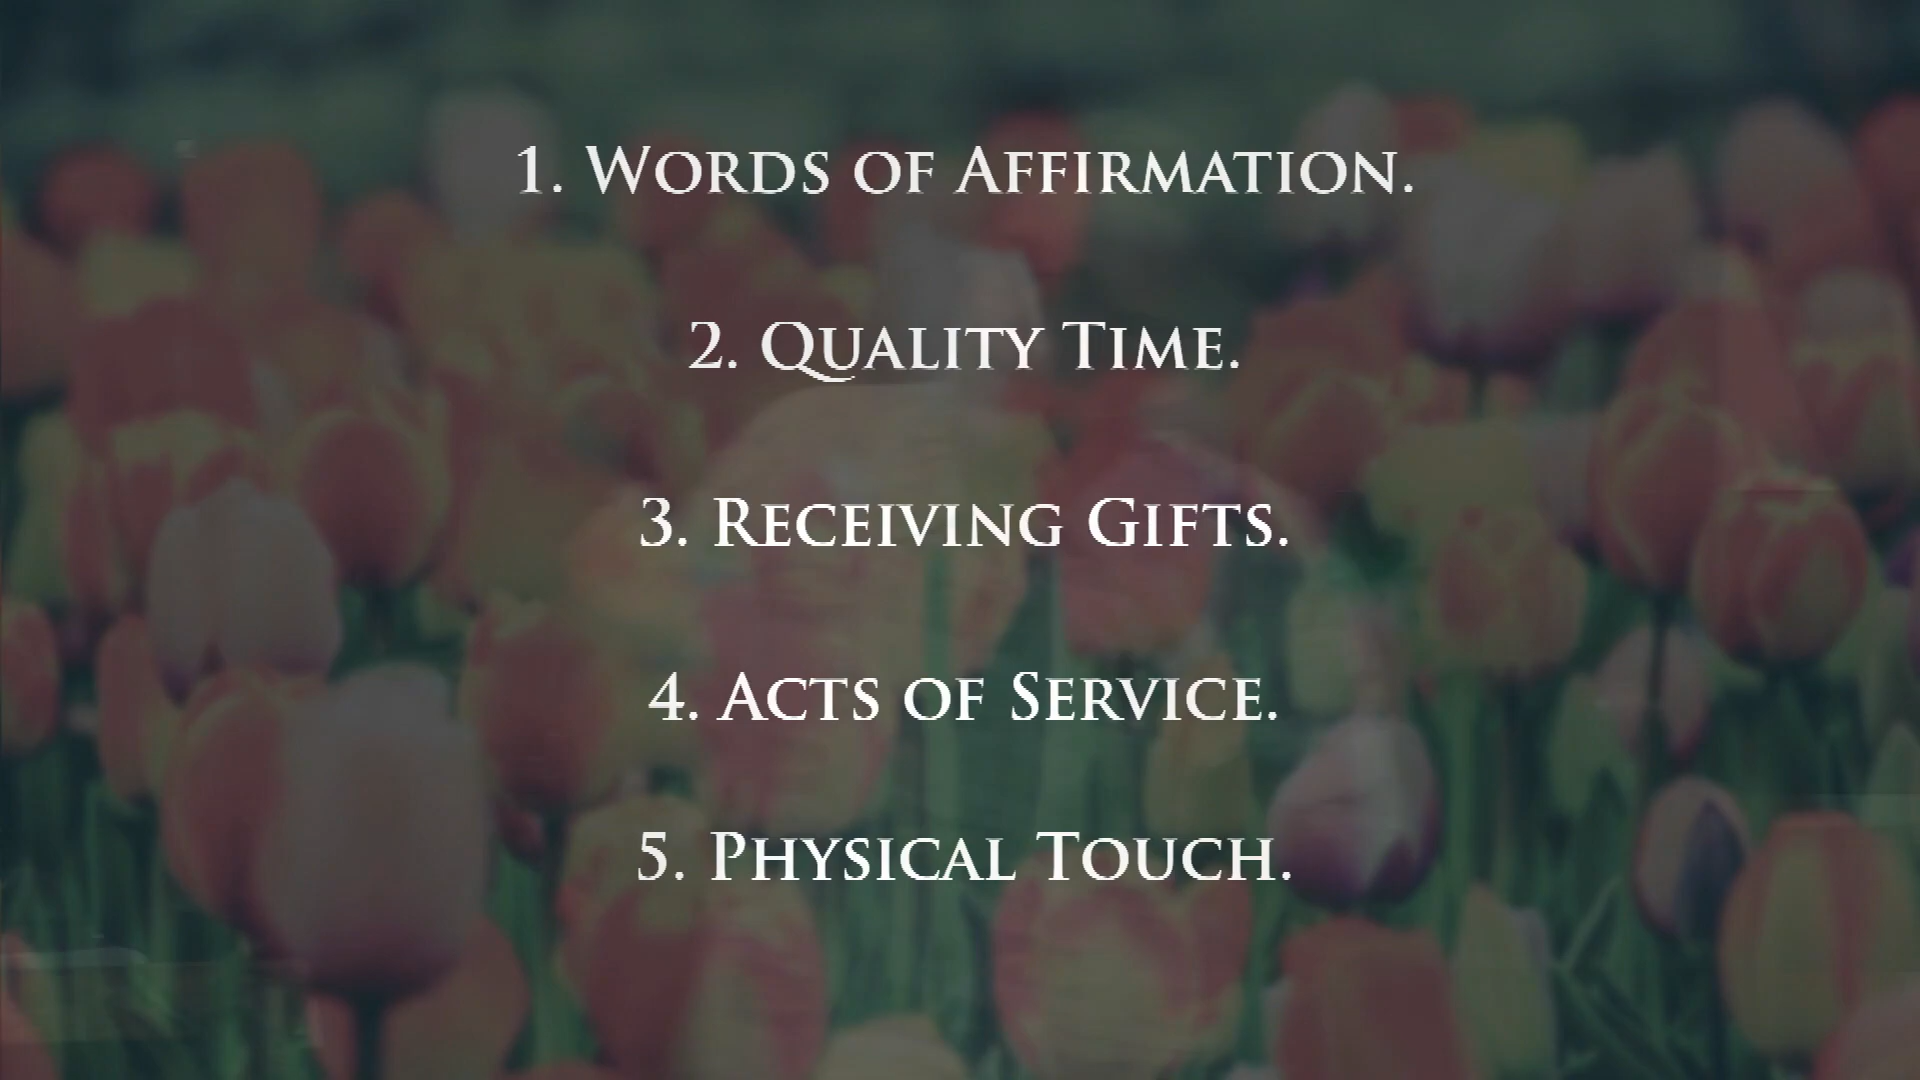 1. Words of Affirmation.
2. Quality Time.
3. Receiving Gifts.
4. Acts of Service.
5. Physical Touch.